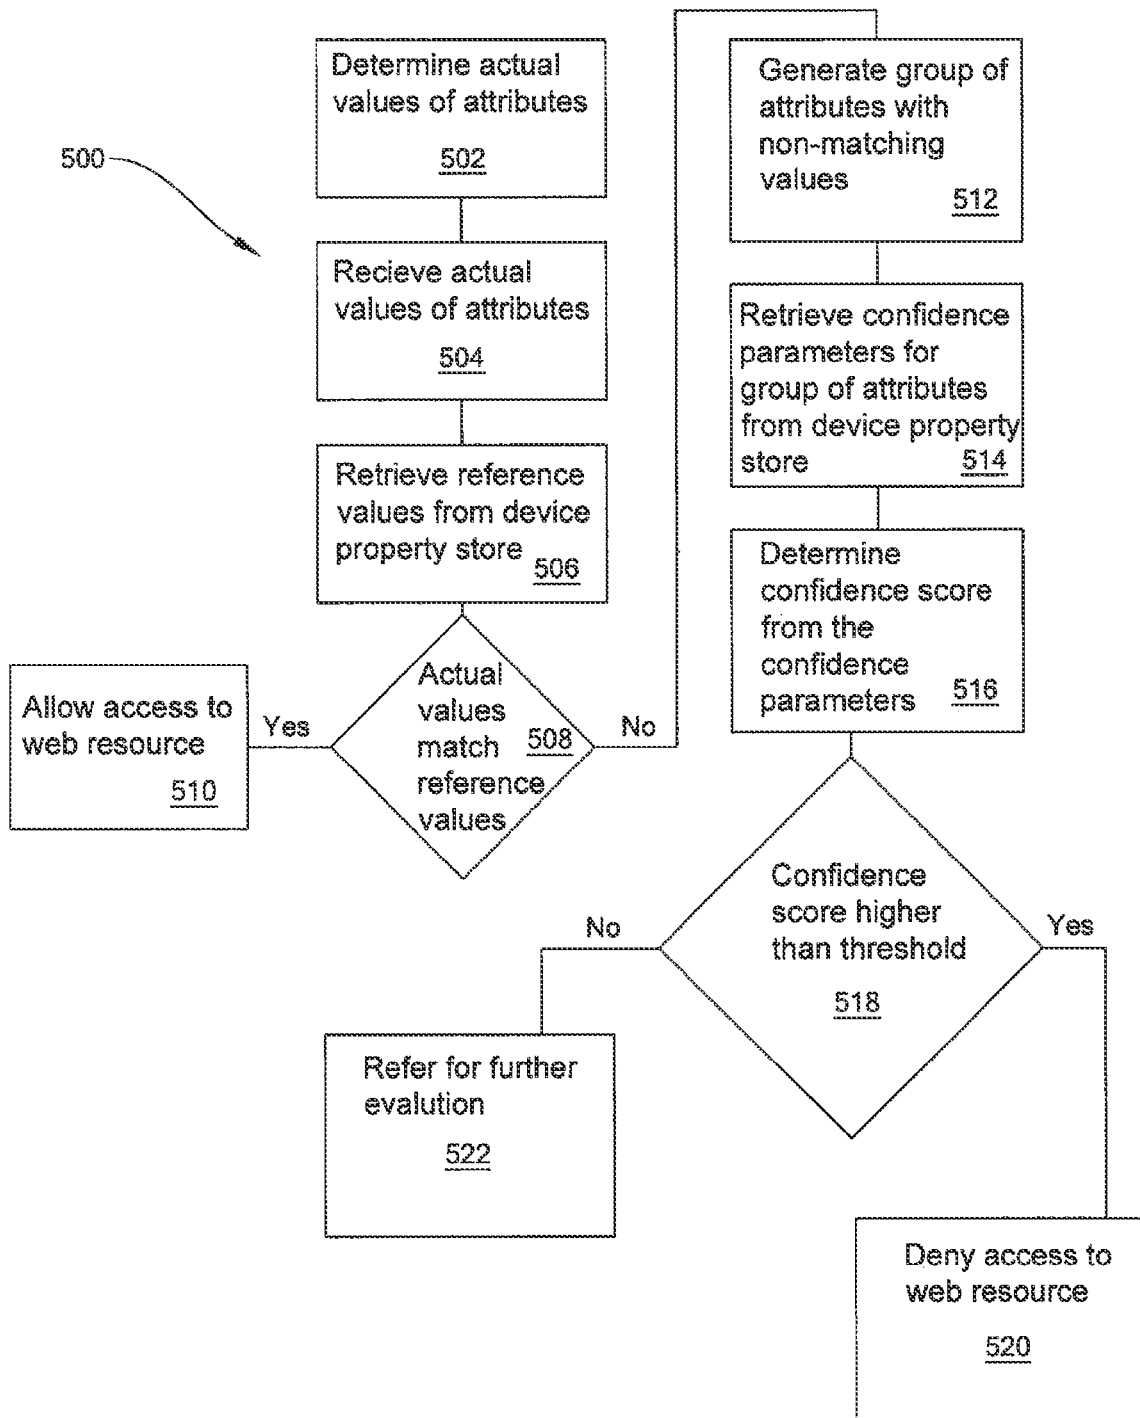 500
Determine actual
values of attributes
502
Recieve actual
values of attributes
504
Retrieve reference
values from device
property store
506
Actual
values
match
reference
values
508
Yes
No
Allow access to
web resource
510
Generate group of
attributes with
non-matching
values
512
Retrieve confidence
parameters for
group of attributes
from device property
store
514
Determine
confidence score
from the
confidence
parameters
516
Confidence
score higher
than threshold
518
No
Yes
Refer for further
evalution
522
Deny access to
web resource
520